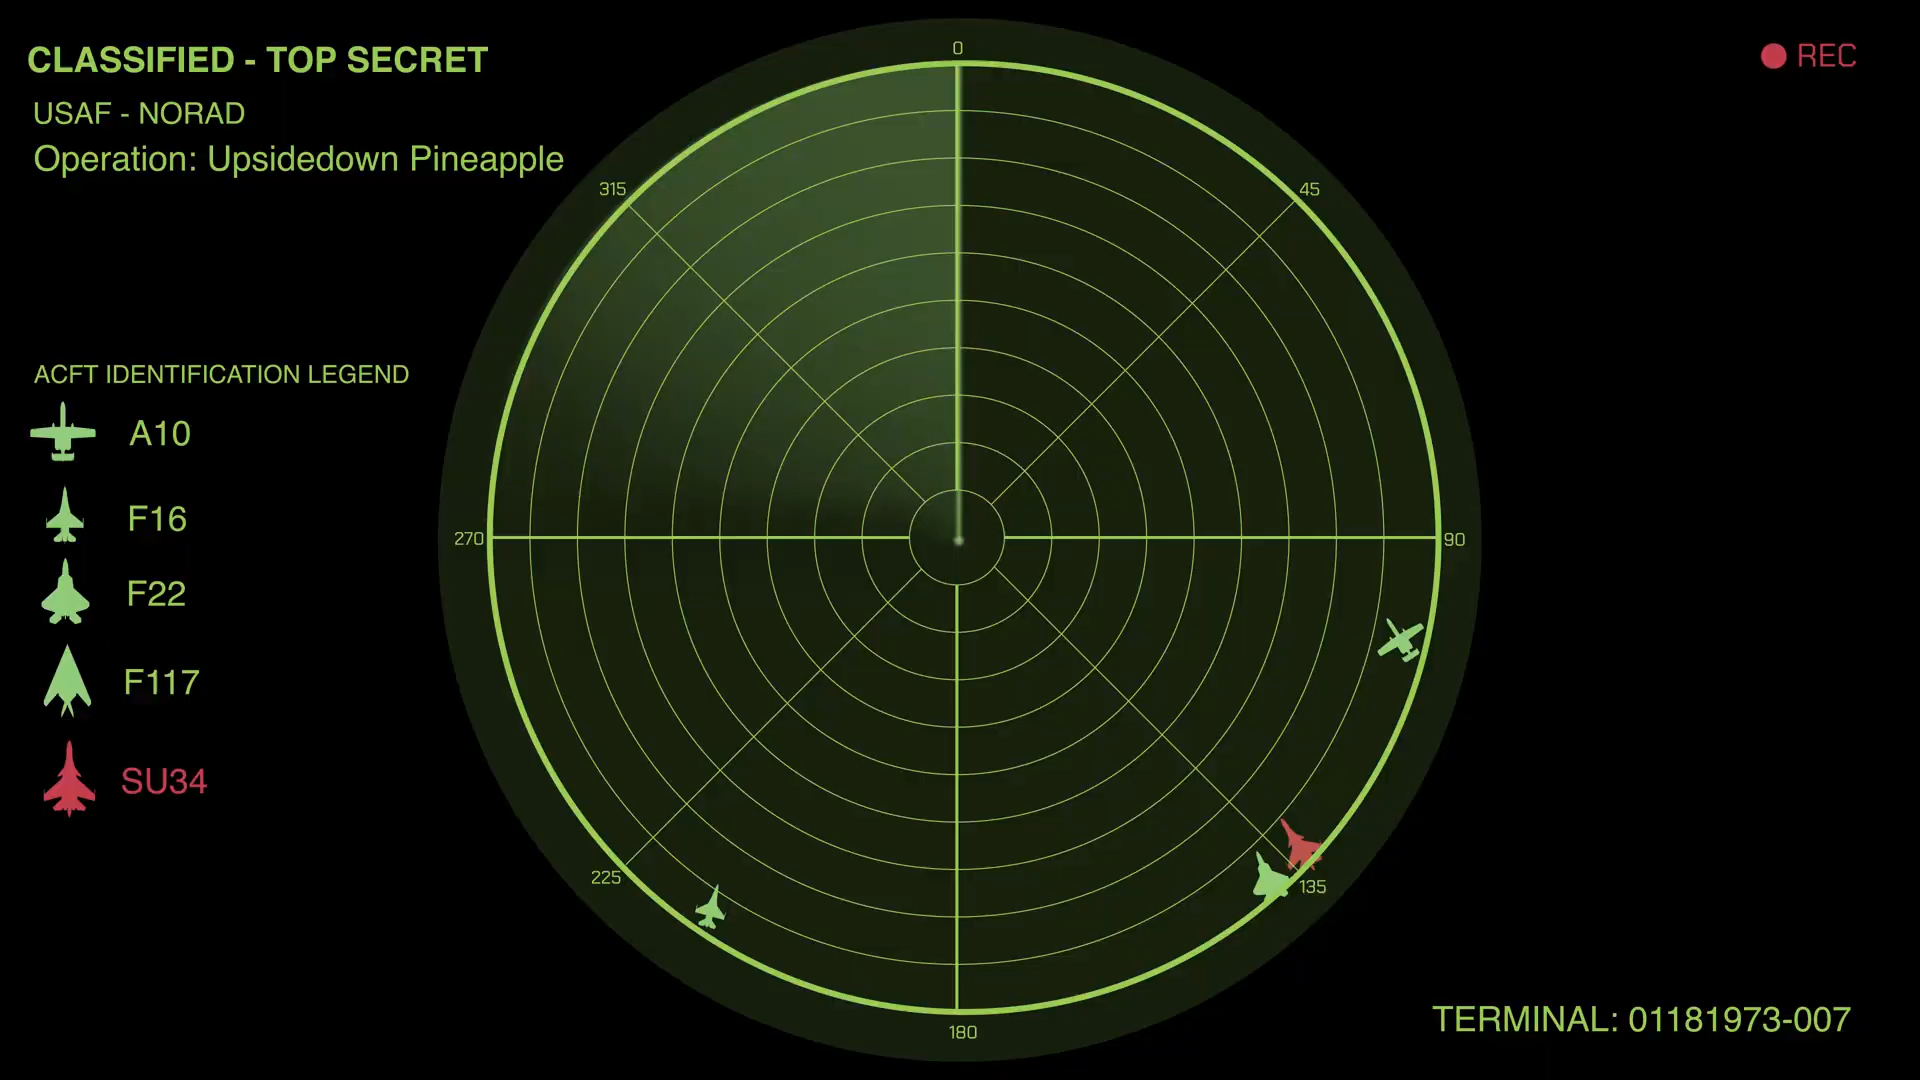 CLASSIFIED - TOP SECRET
USAF - NORAD
Operation: Upsidedown Pineapple
REC
0
315
45
ACFT IDENTIFICATION LEGEND
A10
F16
270
90
F22
F117
SU34
225
135
180
TERMINAL: 01181973-007